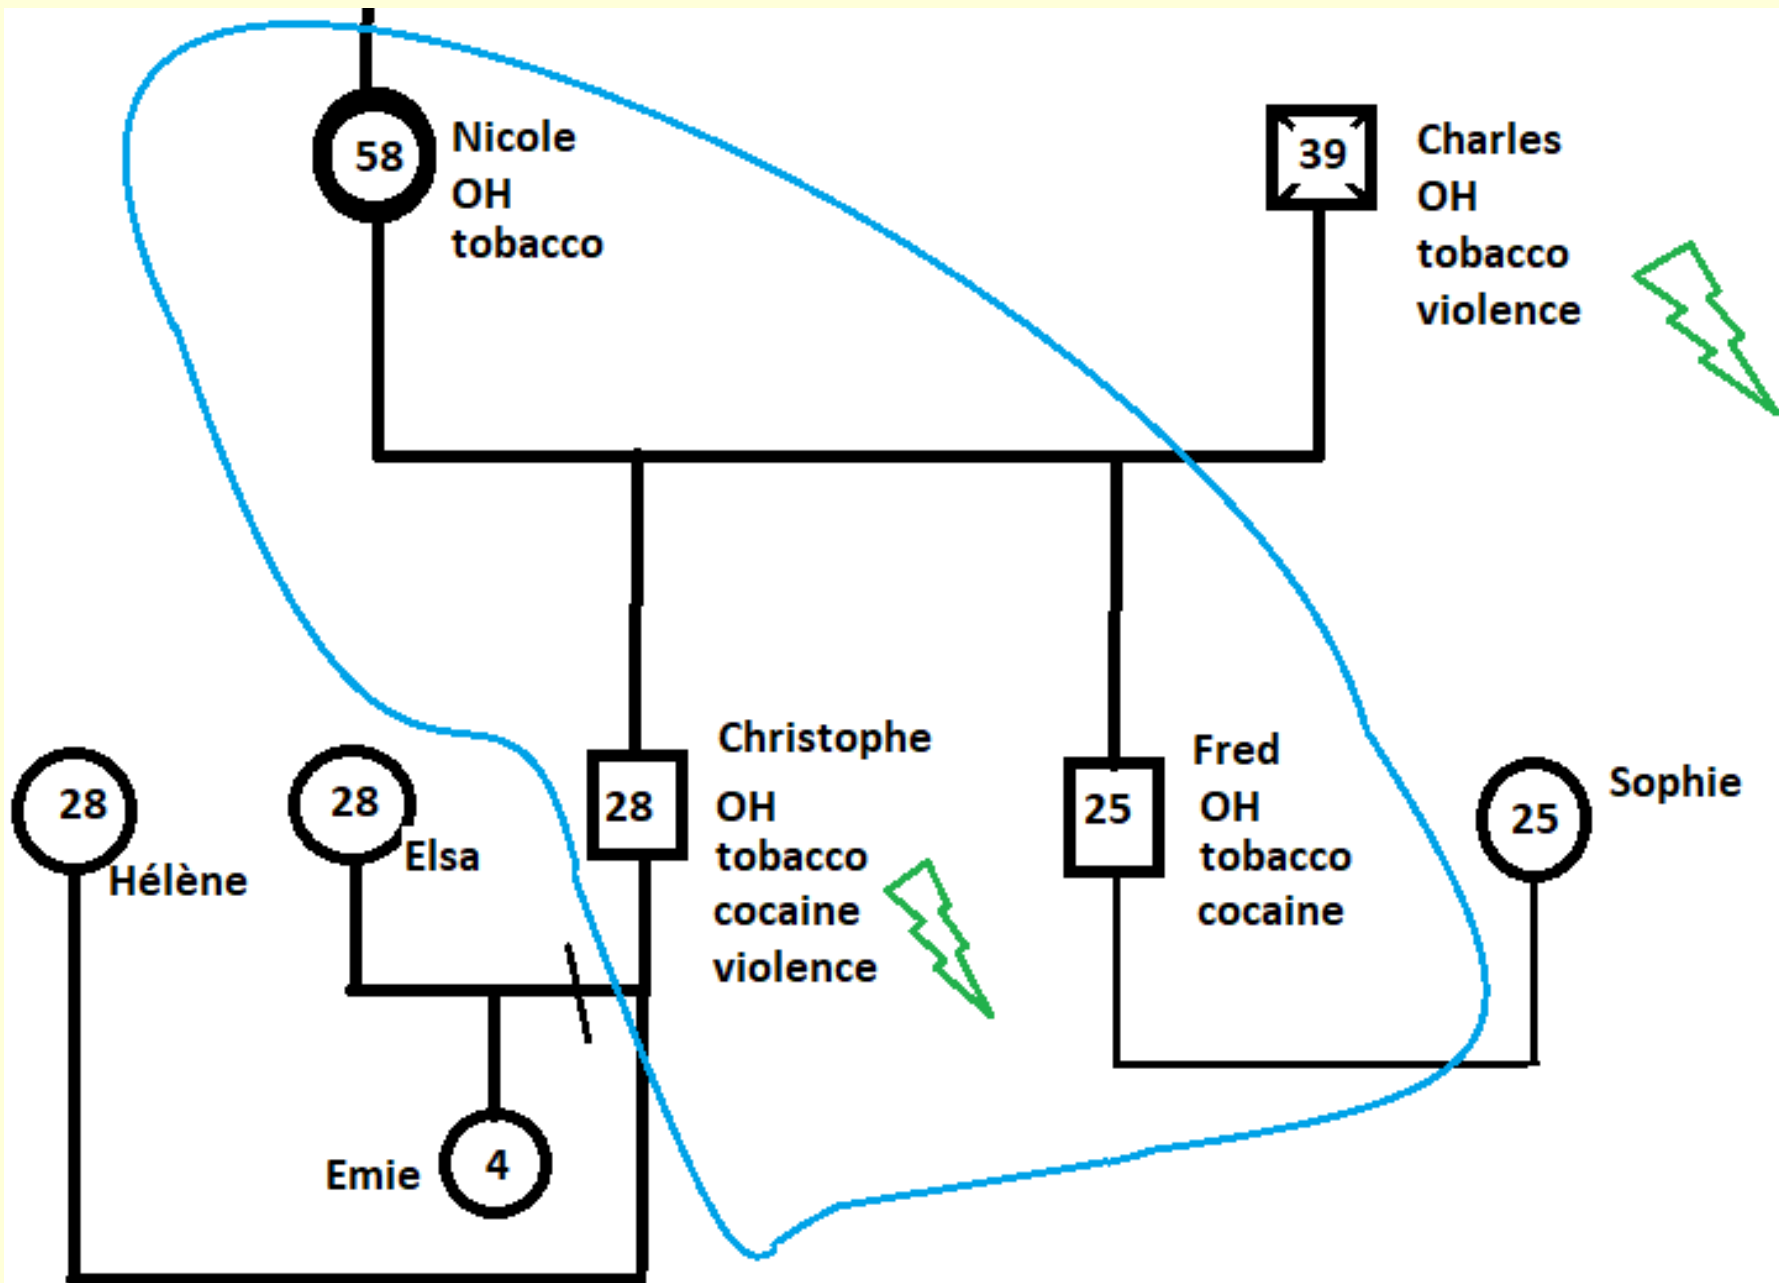 58
Nicole
OH
tobacco
39
Charles
OH
tobacco
violence
28
Hélène
28
Elsa
28
Christophe
OH
tobacco
cocaine
violence
25
Fred
OH
tobacco
cocaine
25
Sophie
Emie
4